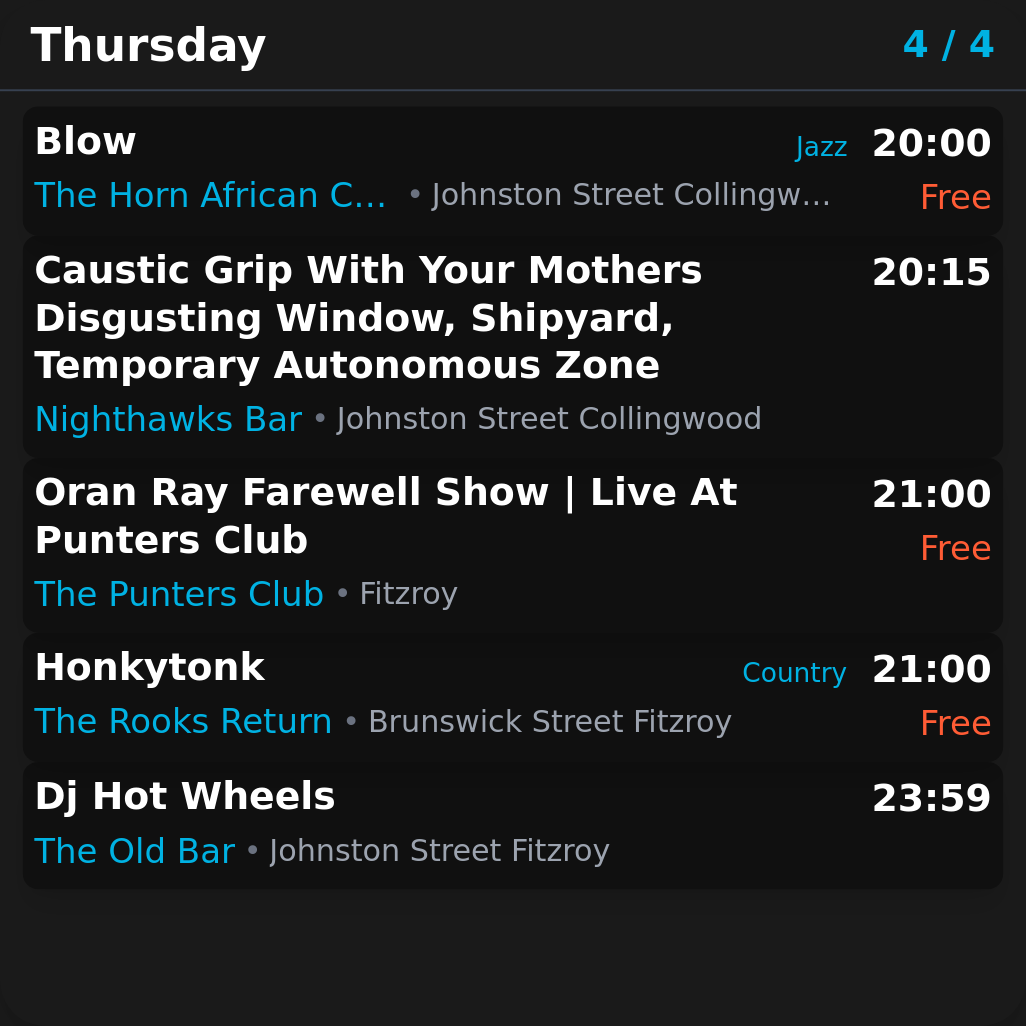 Thursday 4 / 4
Blow Jazz 20:00
The Horn African C… • Johnston Street Collingw… Free
Caustic Grip With Your Mothers 20:15
Disgusting Window, Shipyard,
Temporary Autonomous Zone
Nighthawks Bar • Johnston Street Collingwood
Oran Ray Farewell Show | Live At 21:00
Punters Club Free
The Punters Club • Fitzroy
Honkytonk Country 21:00
The Rooks Return • Brunswick Street Fitzroy Free
Dj Hot Wheels 23:59
The Old Bar • Johnston Street Fitzroy